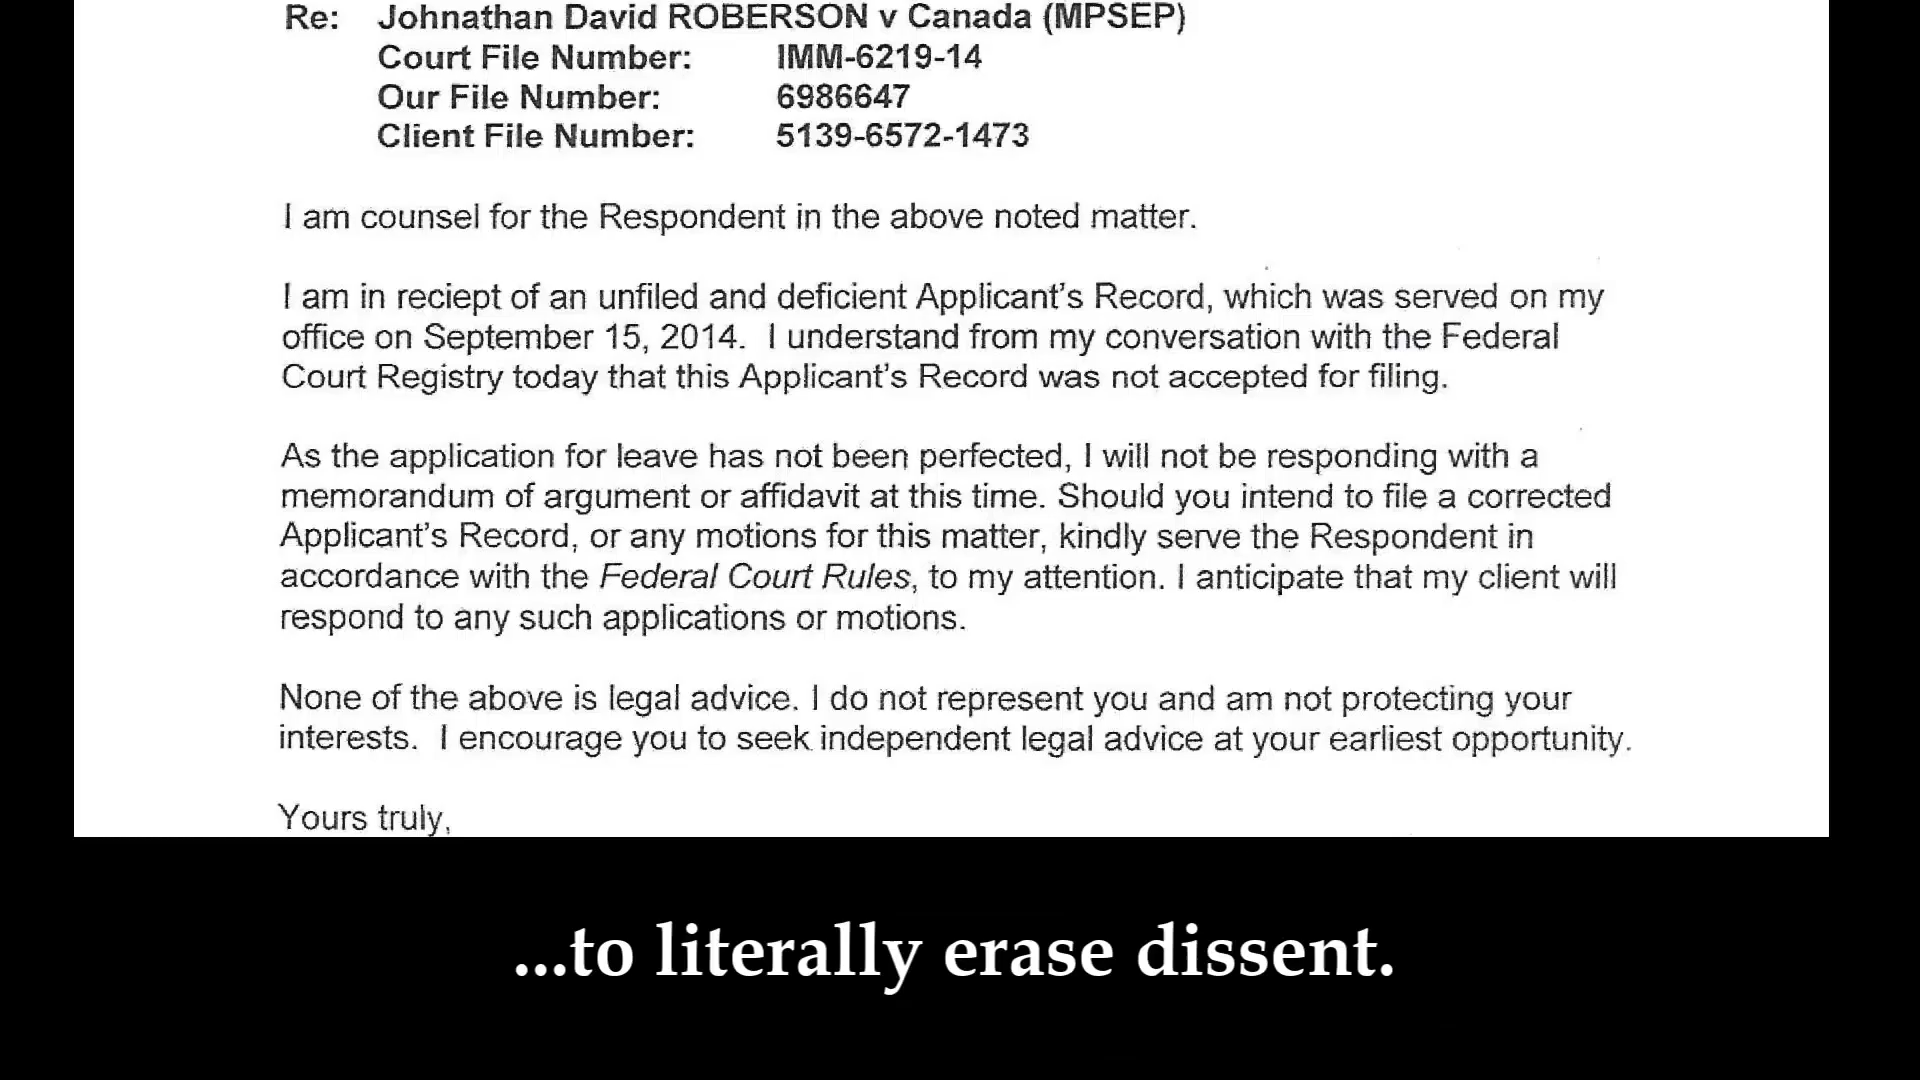 Re: Johnathan David ROBERSON v Canada (MPSEP)
Court File Number: IMM-6219-14
Our File Number: 6986647
Client File Number: 5139-6572-1473
I am counsel for the Respondent in the above noted matter.
I am in reciept of an unfiled and deficient Applicant's Record, which was served on my
office on September 15, 2014. I understand from my conversation with the Federal
Court Registry today that this Applicant's Record was not accepted for filing.
As the application for leave has not been perfected, I will not be responding with a
memorandum of argument or affidavit at this time. Should you intend to file a corrected
Applicant's Record, or any motions for this matter, kindly serve the Respondent in
accordance with the Federal Court Rules, to my attention. I anticipate that my client will
respond to any such applications or motions.
None of the above is legal advice. I do not represent you and am not protecting your
interests. I encourage you to seek independent legal advice at your earliest opportunity.
Yours truly,
...to literally erase dissent.